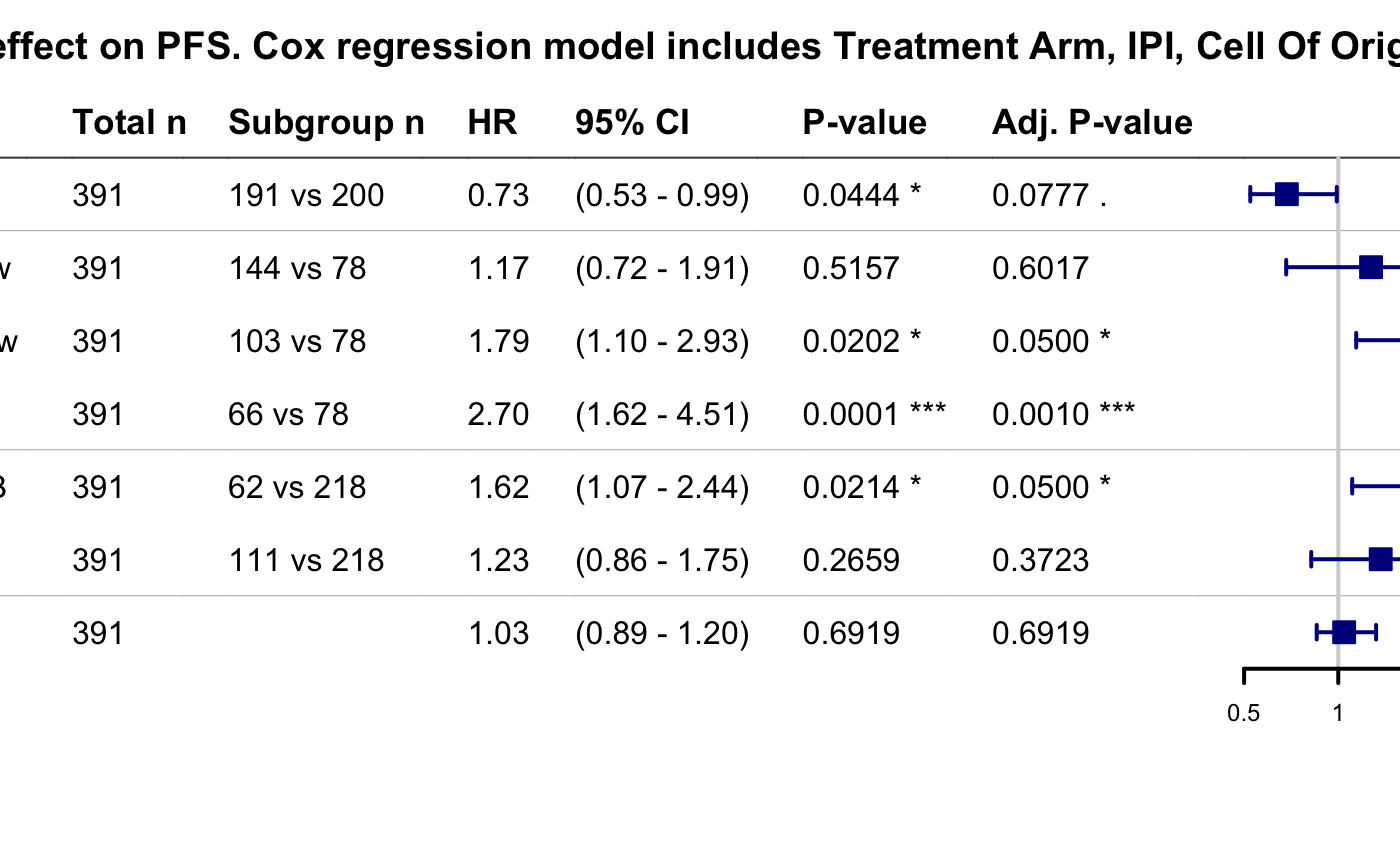 effect on PFS. Cox regression model includes Treatment Arm, IPI, Cell Of Orig
Total n Subgroup n HR 95% CI P-value Adj. P-value
391 191 vs 200 0.73 (0.53 - 0.99) 0.0444 * 0.0777 .
w 391 144 vs 78 1.17 (0.72 - 1.91) 0.5157 0.6017
w 391 103 vs 78 1.79 (1.10 - 2.93) 0.0202 * 0.0500 *
391 66 vs 78 2.70 (1.62 - 4.51) 0.0001 *** 0.0010 ***
391 62 vs 218 1.62 (1.07 - 2.44) 0.0214 * 0.0500 *
391 111 vs 218 1.23 (0.86 - 1.75) 0.2659 0.3723
391 1.03 (0.89 - 1.20) 0.6919 0.6919
0.5 1